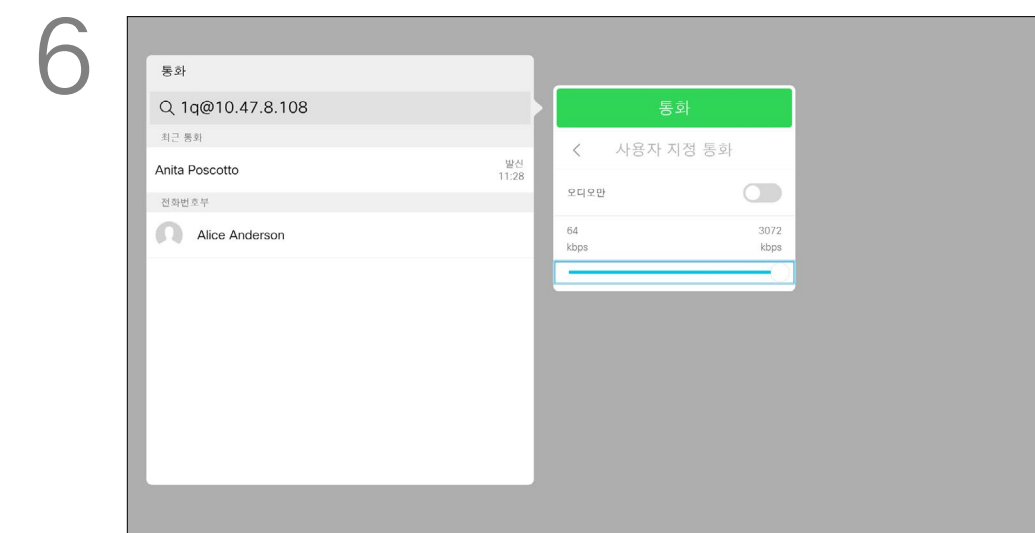 6
통화
1q@10.47.8.108
최근 통화
Anita Poscotto
발신
11:28
전화번호부
Alice Anderson
통화
사용자 지정 통화
오디오만
64
kbps
3072
kbps